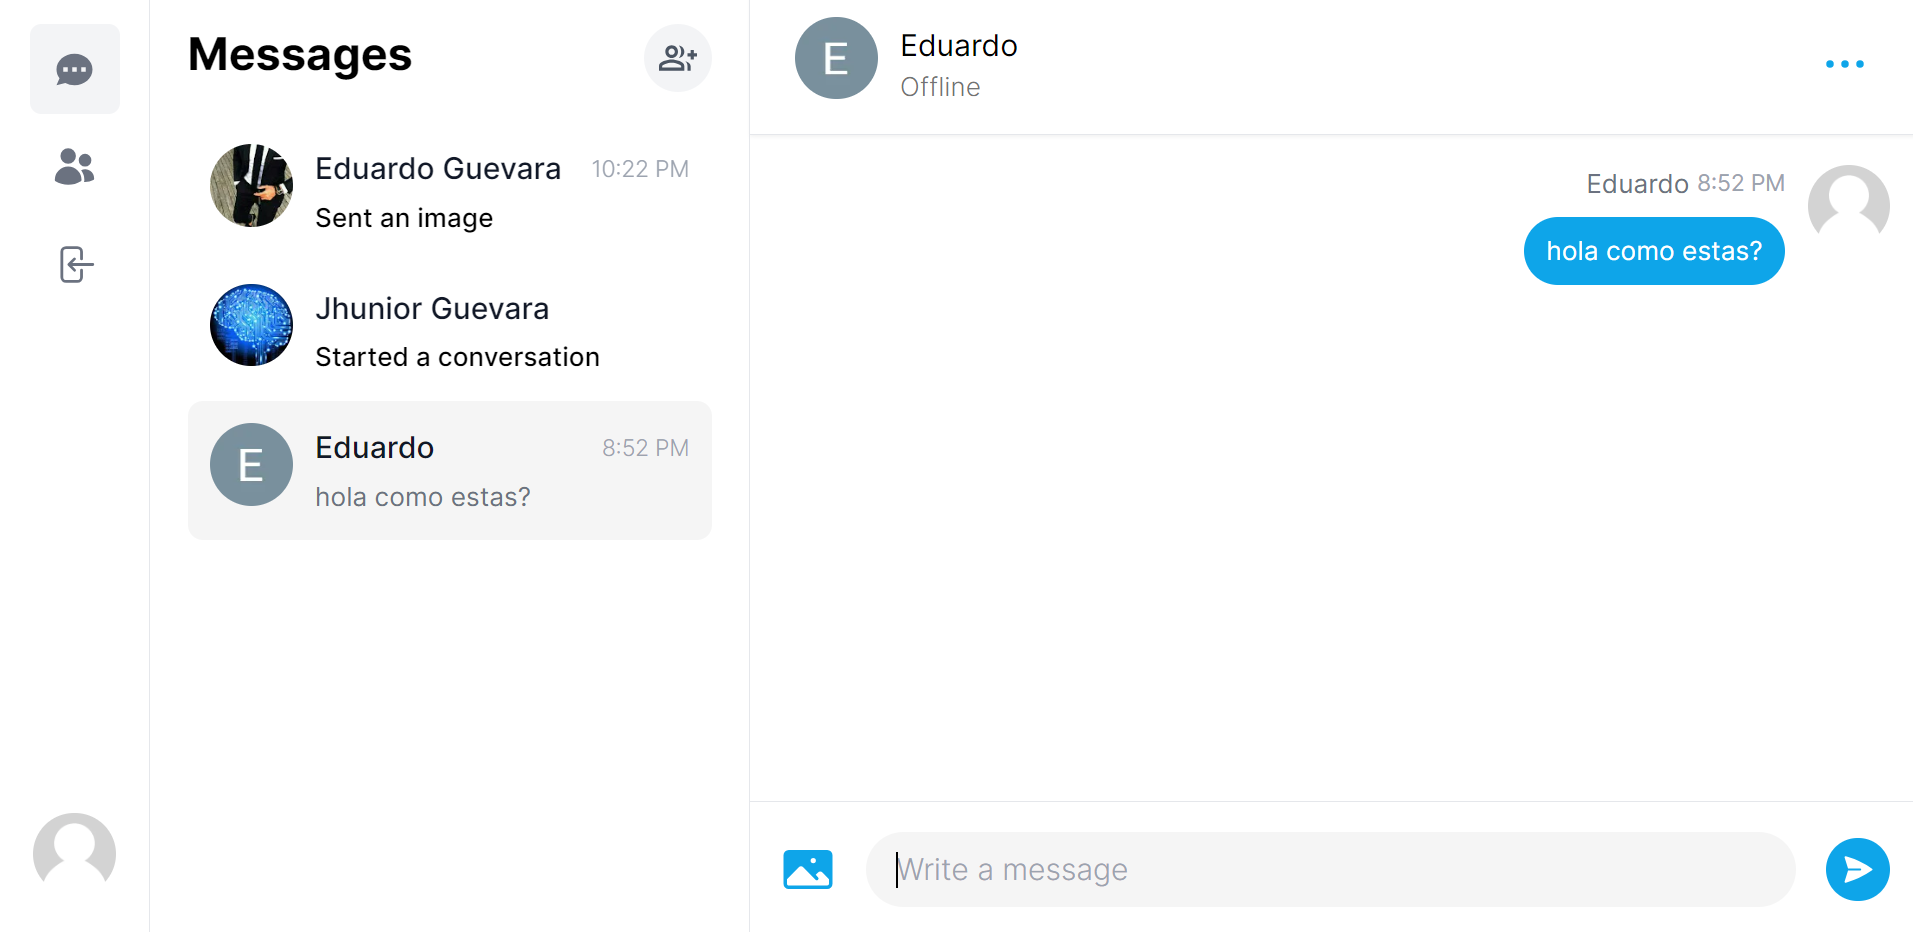 Messages
Eduardo Guevara 10:22 PM
Sent an image
Jhunior Guevara
Started a conversation
E
Eduardo 8:52 PM
hola como estas?
E
Eduardo
Offline
Eduardo 8:52 PM
hola como estas?
Write a message